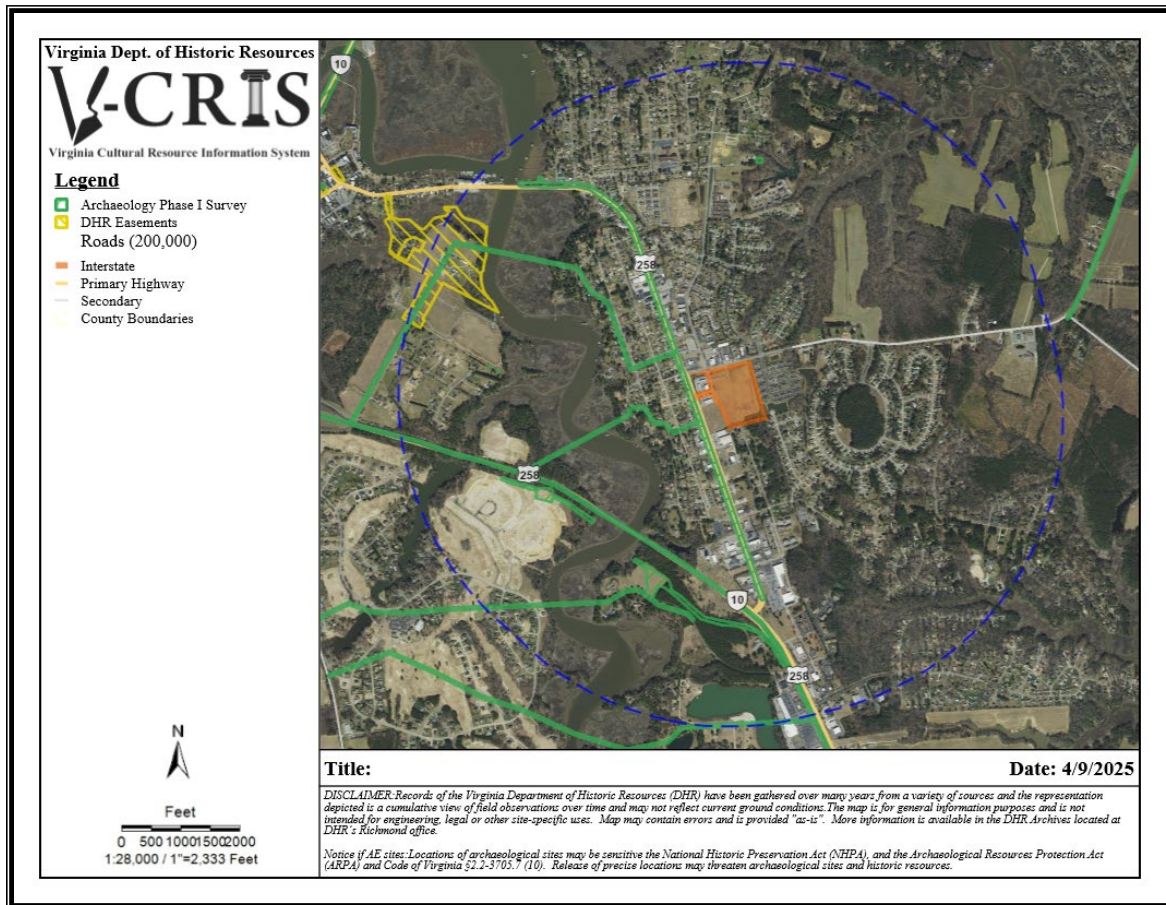 Virginia Dept. of Historic Resources
V-CRIS
Virginia Cultural Resource Information System
Legend
Archaeology Phase I Survey
DHR Easements
Roads (200,000)
Interstate
Primary Highway
Secondary
County Boundaries
N
Feet
0 500 1000 1500 2000
1:28,000 / 1"=2,333 Feet
10
258
258
10
258
Title:
Date: 4/9/2025
DISCLAIMER:Records of the Virginia Department of Historic Resources (DHR) have been gathered over many years from a variety of sources and the representation
depicted is a cumulative view of field observations over time and may not reflect current ground conditions.The map is for general information purposes and is not
intended for engineering, legal or other site-specific uses.  Map may contain errors and is provided "as-is".  More information is available in the DHR Archives located at
DHR's Richmond office.
Notice if AE sites:Locations of archaeological sites may be sensitive the National Historic Preservation Act (NHPA), and the Archaeological Resources Protection Act
(ARPA) and Code of Virginia §2.2-3705.7 (10).  Release of precise locations may threaten archaeological sites and historic resources.